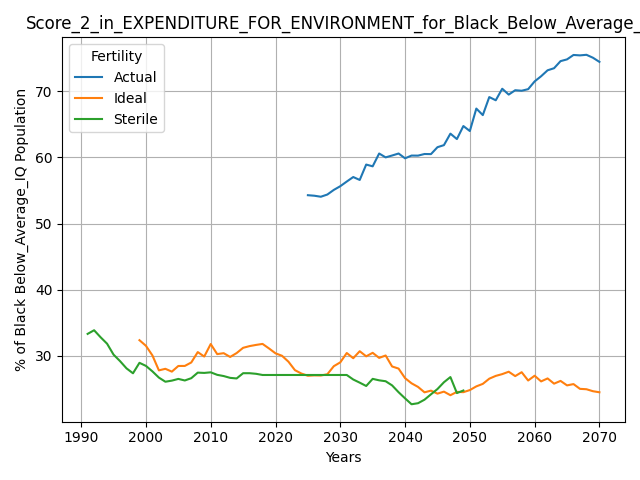 Score_2_in_EXPENDITURE_FOR_ENVIRONMENT_for_Black_Below_Average_
Fertility
Actual
Ideal
Sterile
% of Black Below_Average_IQ Population
70
60
50
40
30
1990 2000 2010 2020 2030 2040 2050 2060 2070
Years